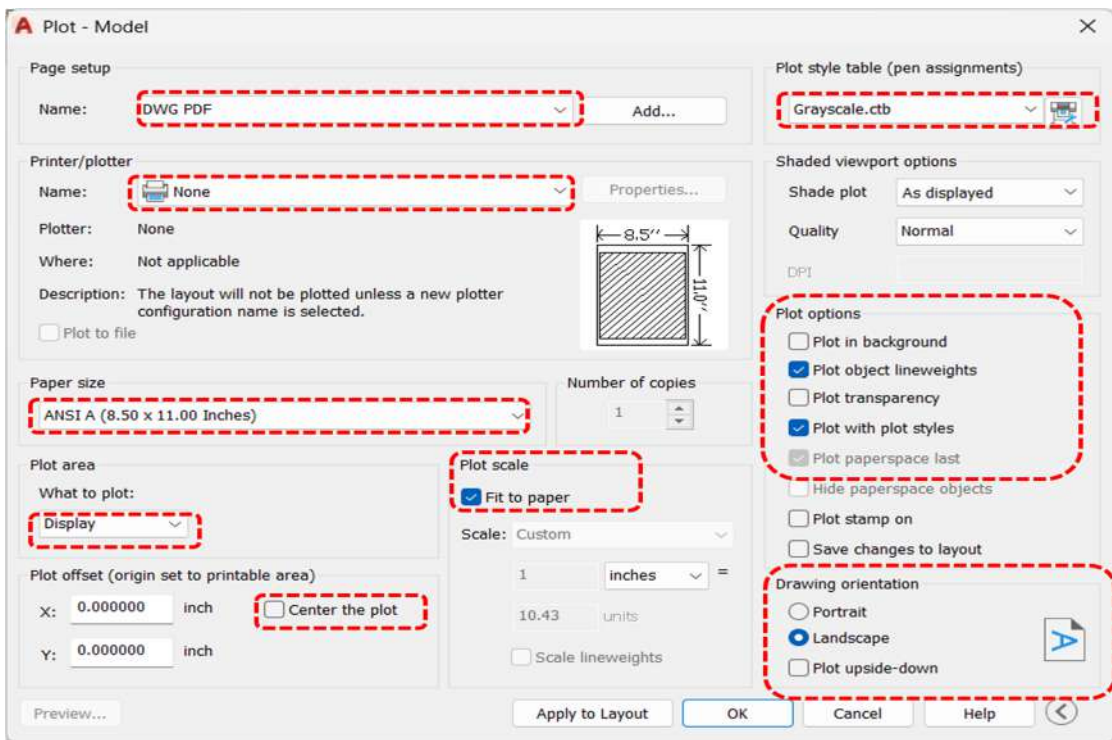 A Plot - Model
Page setup
Name: DWG PDF Add...
Plot style table (pen assignments)
Grayscale.ctb
Printer/plotter
Name: None Properties...
Plotter: None
Where: Not applicable
Description: The layout will not be plotted unless a new plotter
configuration name is selected.
Plot to file
8.5''
11.0''
Shaded viewport options
Shade plot As displayed
Quality Normal
DPI
Paper size
ANSI A (8.50 x 11.00 Inches)
Number of copies
1
Plot options
Plot in background
Plot object lineweights
Plot transparency
Plot with plot styles
Plot paperspace last
Hide paperspace objects
Plot stamp on
Save changes to layout
Plot area
What to plot:
Display
Plot scale
Fit to paper
Scale: Custom
1 inches =
10.43 units
Scale lineweights
Plot offset (origin set to printable area)
X: 0.000000 inch Center the plot
Y: 0.000000 inch
Drawing orientation
Portrait
Landscape
Plot upside-down
A
Preview... Apply to Layout OK Cancel Help